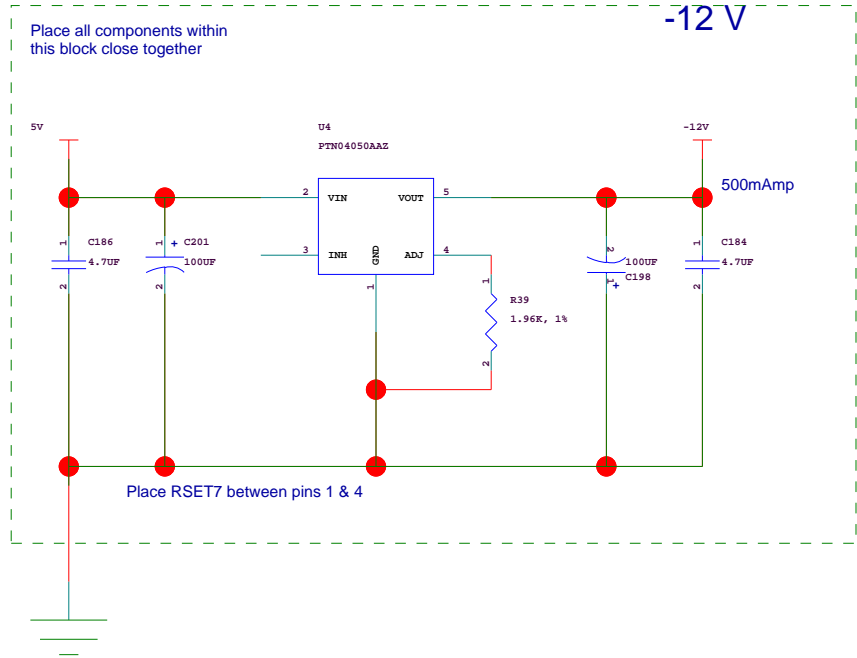 -12 V
Place all components within
this block close together
5V
U4
PTN04050AAZ
-12V
500mAmp
2
VIN
VOUT
5
3
INH
GND
ADJ
4
1
1
+
C186
4.7UF
2
1
+
C201
100UF
2
1
R39
1.96K, 1%
2
2
100UF
C198
1
+
1
C184
4.7UF
2
Place RSET7 between pins 1 & 4